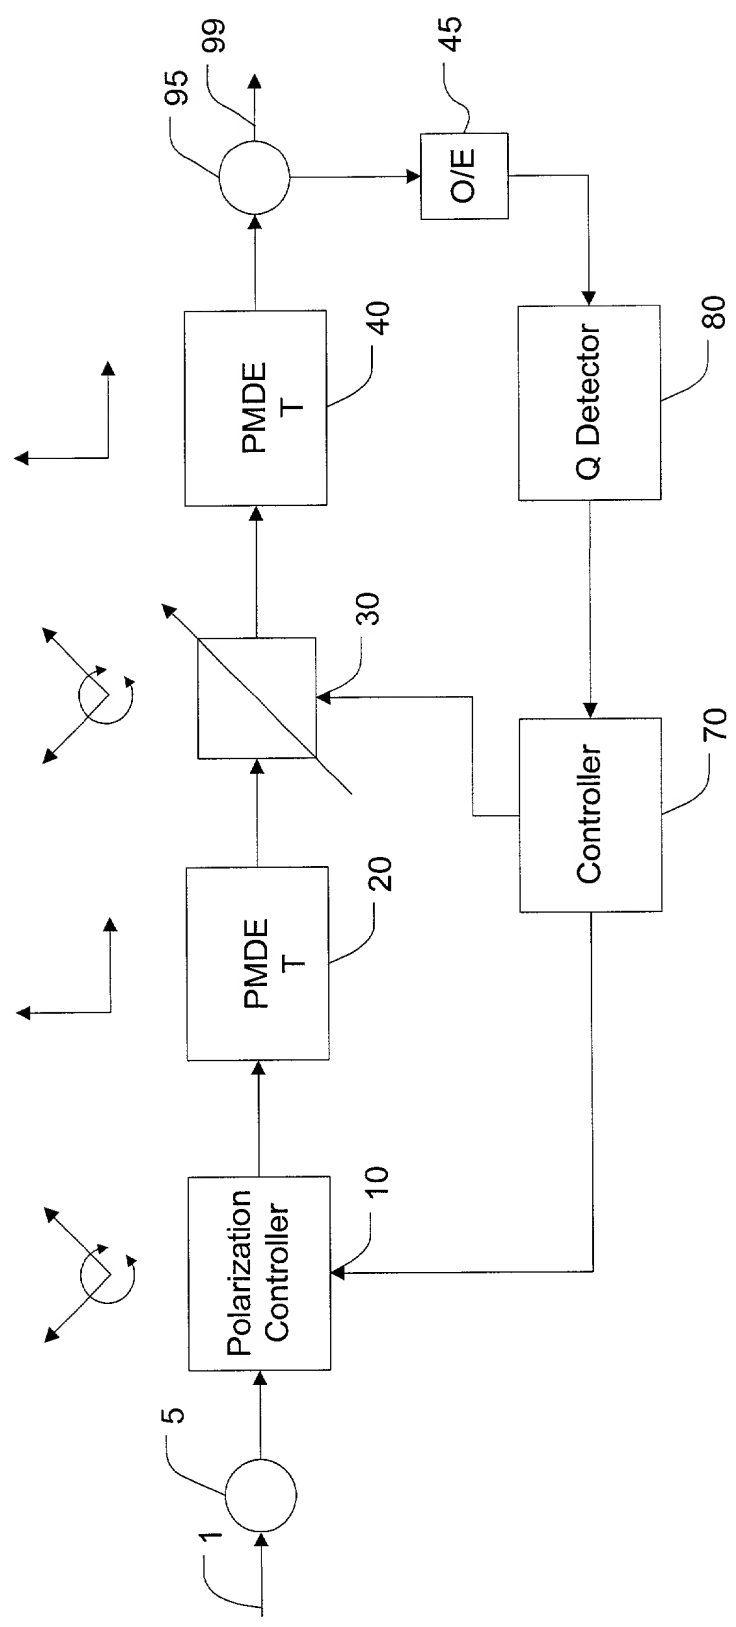 1
5
Polarization
Controller
10
PMDE
T
20
30
PMDE
T
40
95
99
O/E
45
Q Detector
80
Controller
70